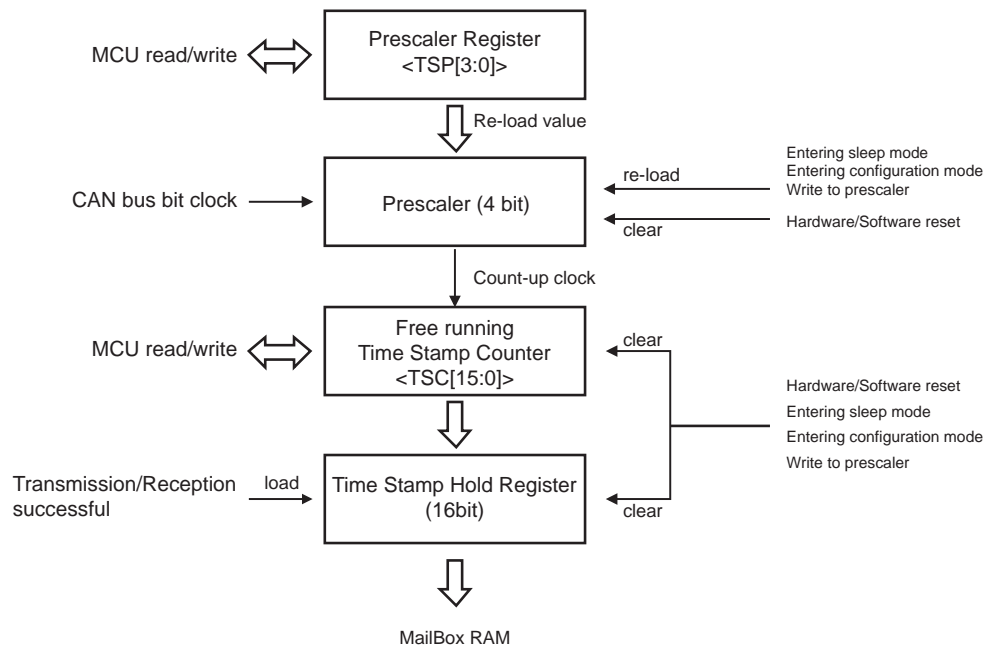 MCU read/write
Prescaler Register
<TSP[3:0]>
Re-load value
CAN bus bit clock
Prescaler (4 bit)
re-load
Entering sleep mode
Entering configuration mode
Write to prescaler
clear
Hardware/Software reset
Count-up clock
MCU read/write
Free running
Time Stamp Counter
<TSC[15:0]>
clear
Hardware/Software reset
Entering sleep mode
Entering configuration mode
Write to prescaler
Transmission/Reception
successful
load
Time Stamp Hold Register
(16bit)
clear
MailBox RAM